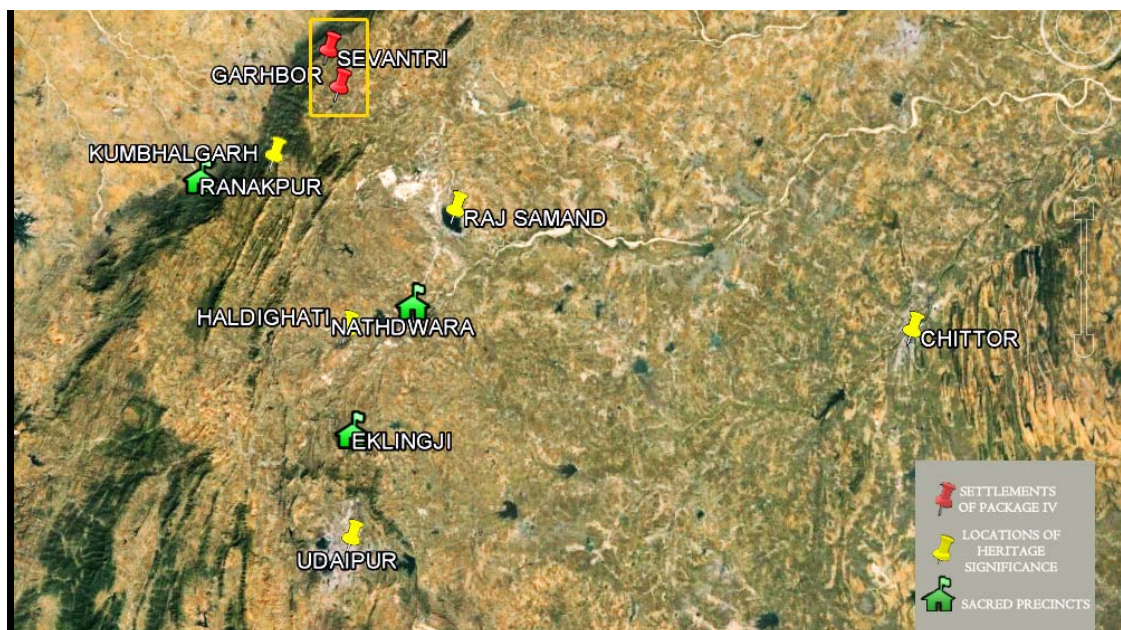 SEVANTRI
GARHBOR
KUMBHALGARH
RANAKPUR
RAJ SAMAND
HALDIGHATI
NATHDWARA
CHITTOR
EKLINGJI
UDAIPUR
SETTLEMENTS
OF PACKAGE IV
LOCATIONS OF
HERITAGE
SIGNIFICANCE
SACRED PRECINCTS